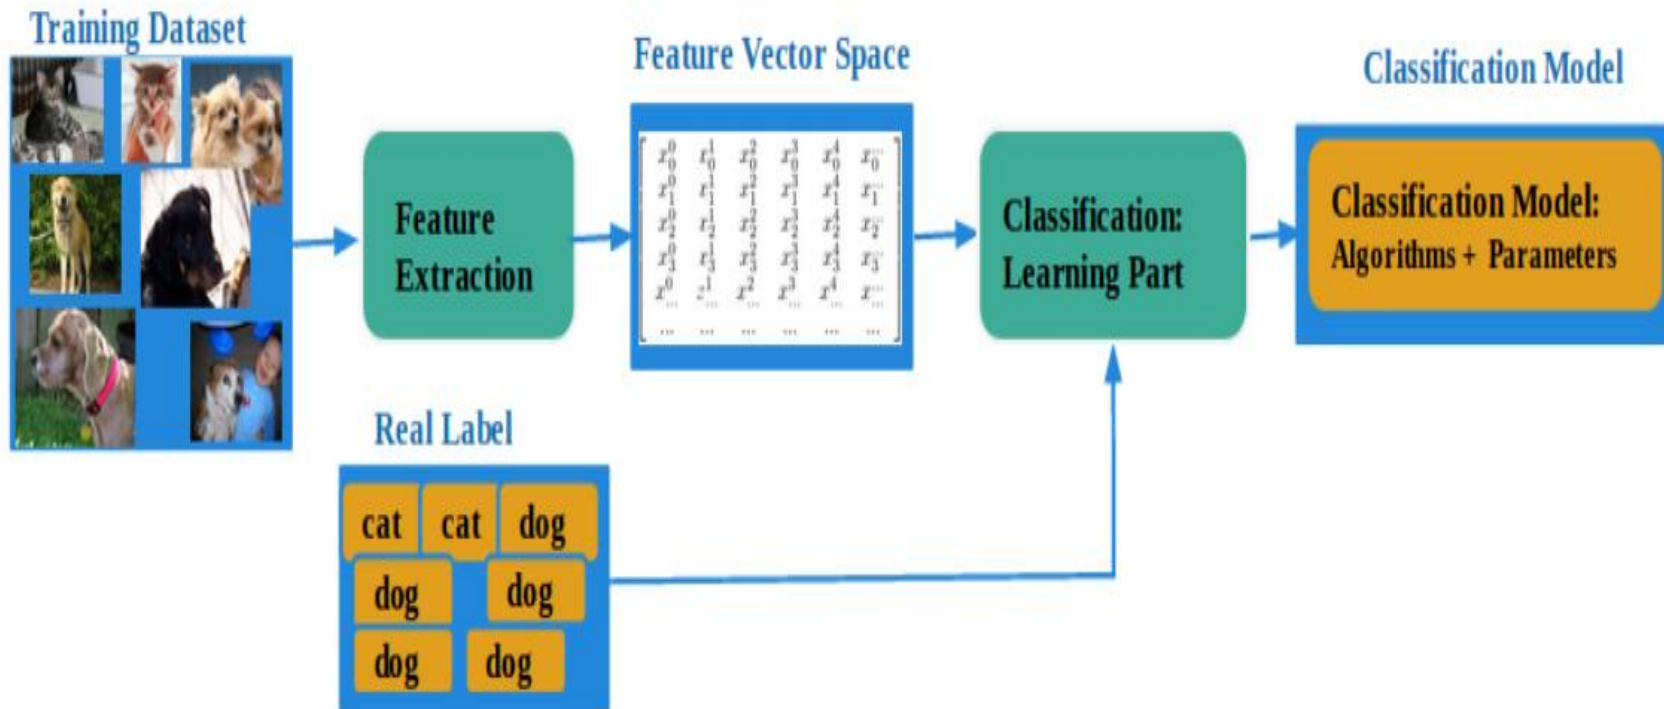 Training Dataset
Feature Vector Space
Classification Model
Feature
Extraction
Classification:
Learning Part
Classification Model:
Algorithms + Parameters
Real Label
cat cat dog
dog dog
dog dog